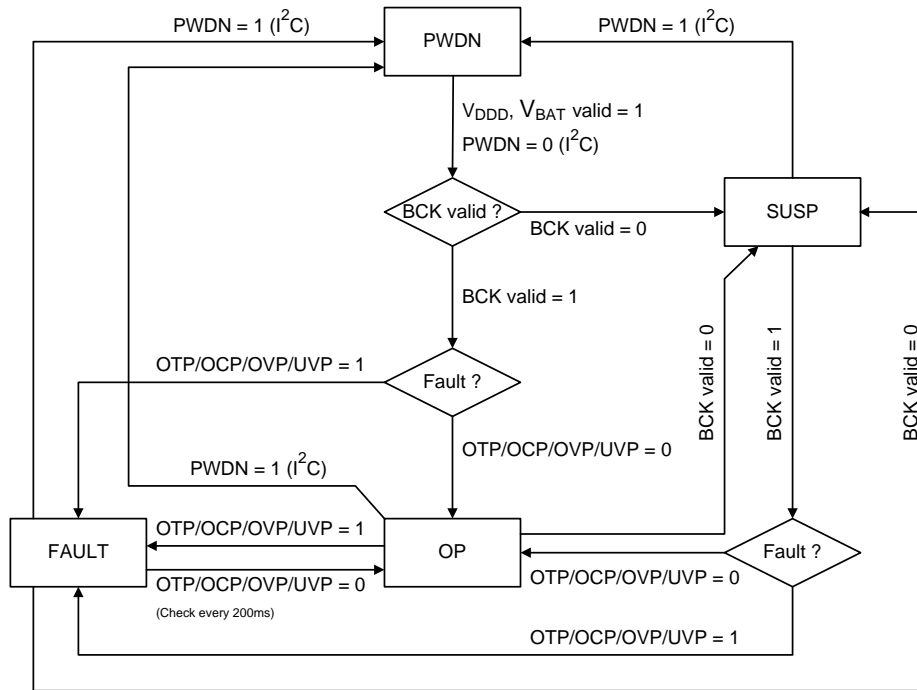 PWDN = 1 (I²C)
PWDN
PWDN = 1 (I²C)
VDDD, VBAT valid = 1
PWDN = 0 (I²C)
BCK valid ?
BCK valid = 0
SUSP
BCK valid = 1
BCK valid = 0
BCK valid = 1
BCK valid = 0
OTP/OCP/OVP/UVP = 1
Fault ?
OTP/OCP/OVP/UVP = 0
PWDN = 1 (I²C)
FAULT
OTP/OCP/OVP/UVP = 1
OP
Fault ?
OTP/OCP/OVP/UVP = 0
(Check every 200ms)
OTP/OCP/OVP/UVP = 0
OTP/OCP/OVP/UVP = 1